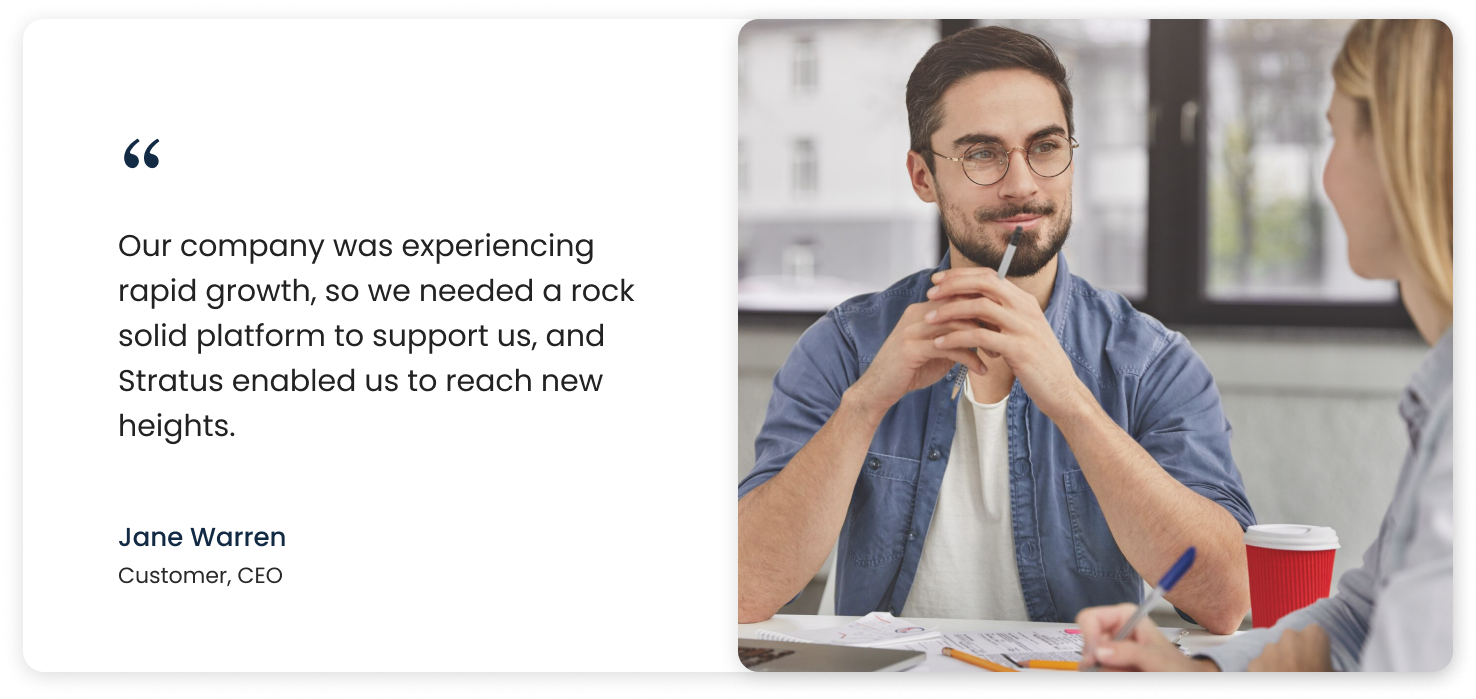 “
Our company was experiencing
rapid growth, so we needed a rock
solid platform to support us, and
Stratus enabled us to reach new
heights.
Jane Warren
Customer, CEO